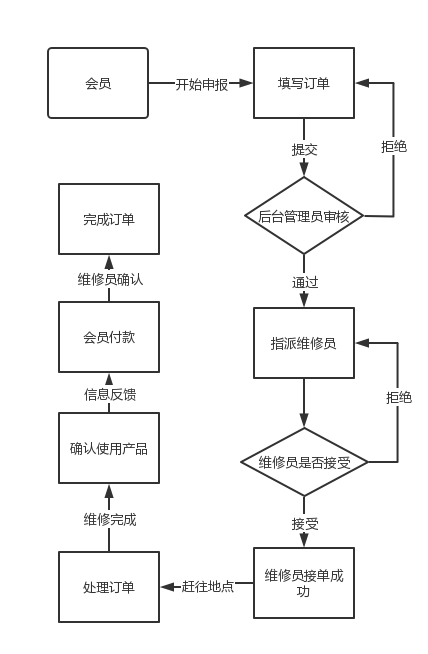 会员
开始申报
填写订单
拒绝
提交
后台管理员审核
通过
指派维修员
拒绝
维修员是否接受
接受
维修员接单成
功
赶往地点
处理订单
维修完成
确认使用产品
信息反馈
会员付款
维修员确认
完成订单